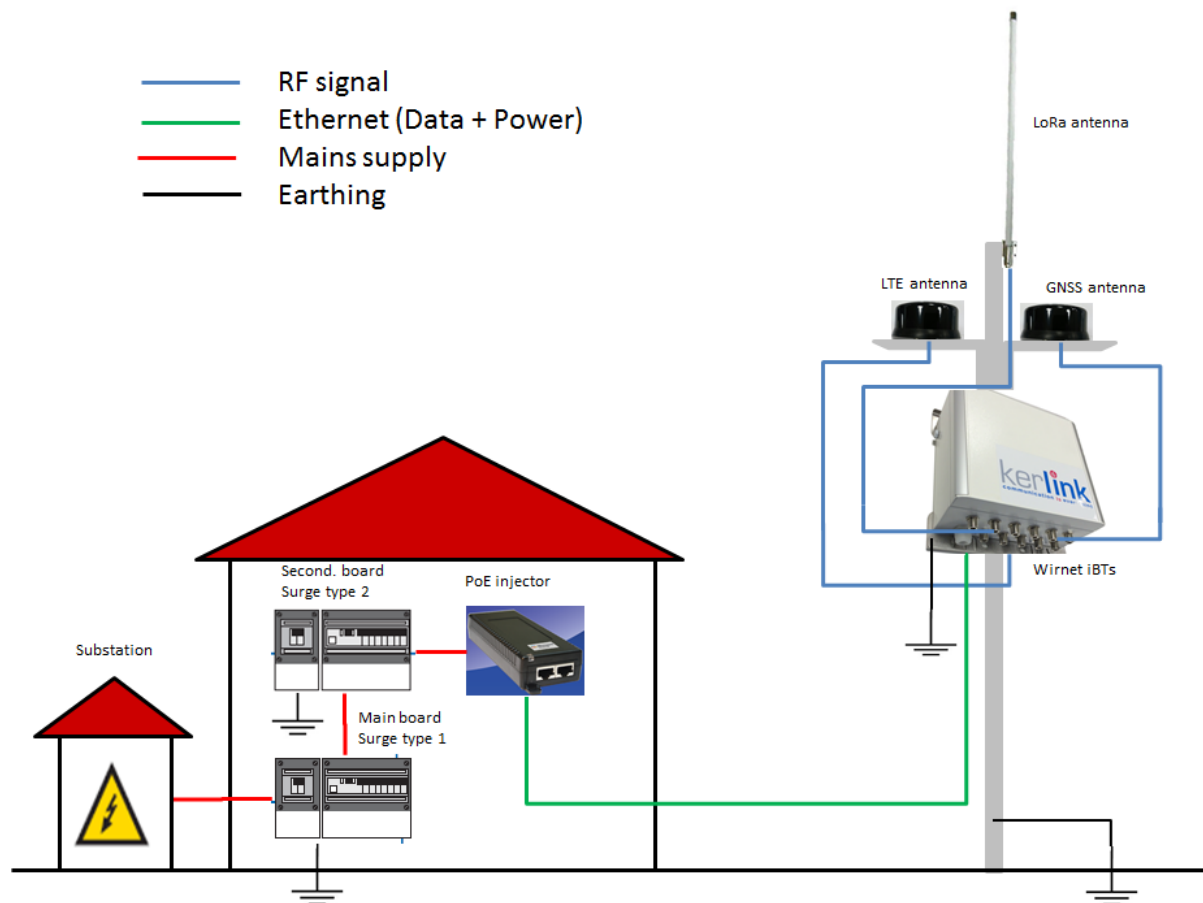 RF signal
Ethernet (Data + Power)
Mains supply
Earthing
LoRa antenna
LTE antenna
GNSS antenna
kerlink
Wirnet iBTs
Second. board
Surge type 2
PoE injector
Substation
Main board
Surge type 1